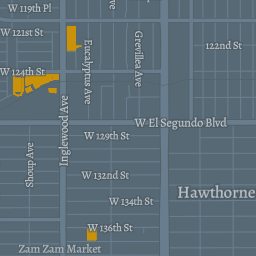 W 119th Pl
ve
W 121st St
Eucalyptus Ave
Grevillea Ave
122nd St
W 124th St
Inglewood Ave
W El Segundo Blvd
W 129th St
Shoup Ave
W 132nd St
Hawthorne
W 134th St
W 136th St
Zam Zam Market